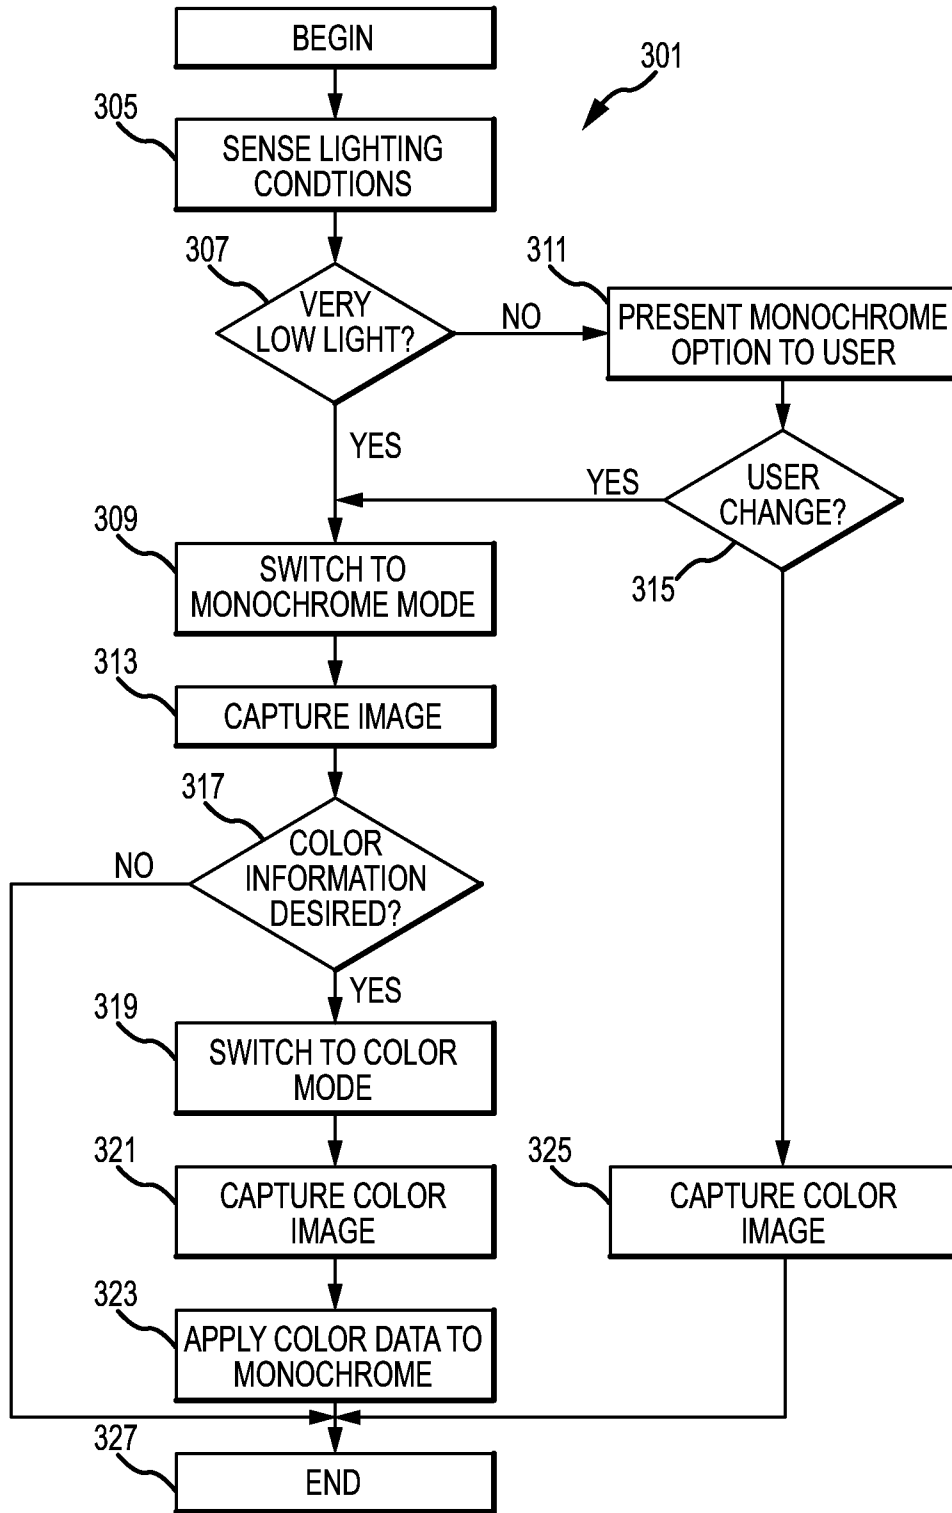 BEGIN
301
305
SENSE LIGHTING
CONDTIONS
307
VERY
LOW LIGHT?
NO
311
PRESENT MONOCHROME
OPTION TO USER
YES
USER
CHANGE?
YES
315
309
SWITCH TO
MONOCHROME MODE
313
CAPTURE IMAGE
317
COLOR
INFORMATION
DESIRED?
NO
YES
319
SWITCH TO COLOR
MODE
321
CAPTURE COLOR
IMAGE
325
CAPTURE COLOR
IMAGE
323
APPLY COLOR DATA TO
MONOCHROME
327
END